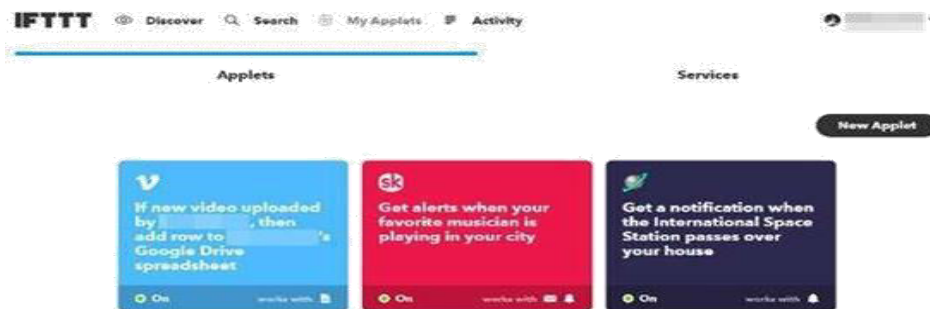 IFTTT Discover Search My Applets Activity
Applets Services
New Applet
If new video uploaded
by , then
add row to 's
Google Drive
spreadsheet
On works with
sk
Get alerts when your
favorite musician is
playing in your city
On works with
Get a notification when
the International Space
Station passes over
your house
On works with